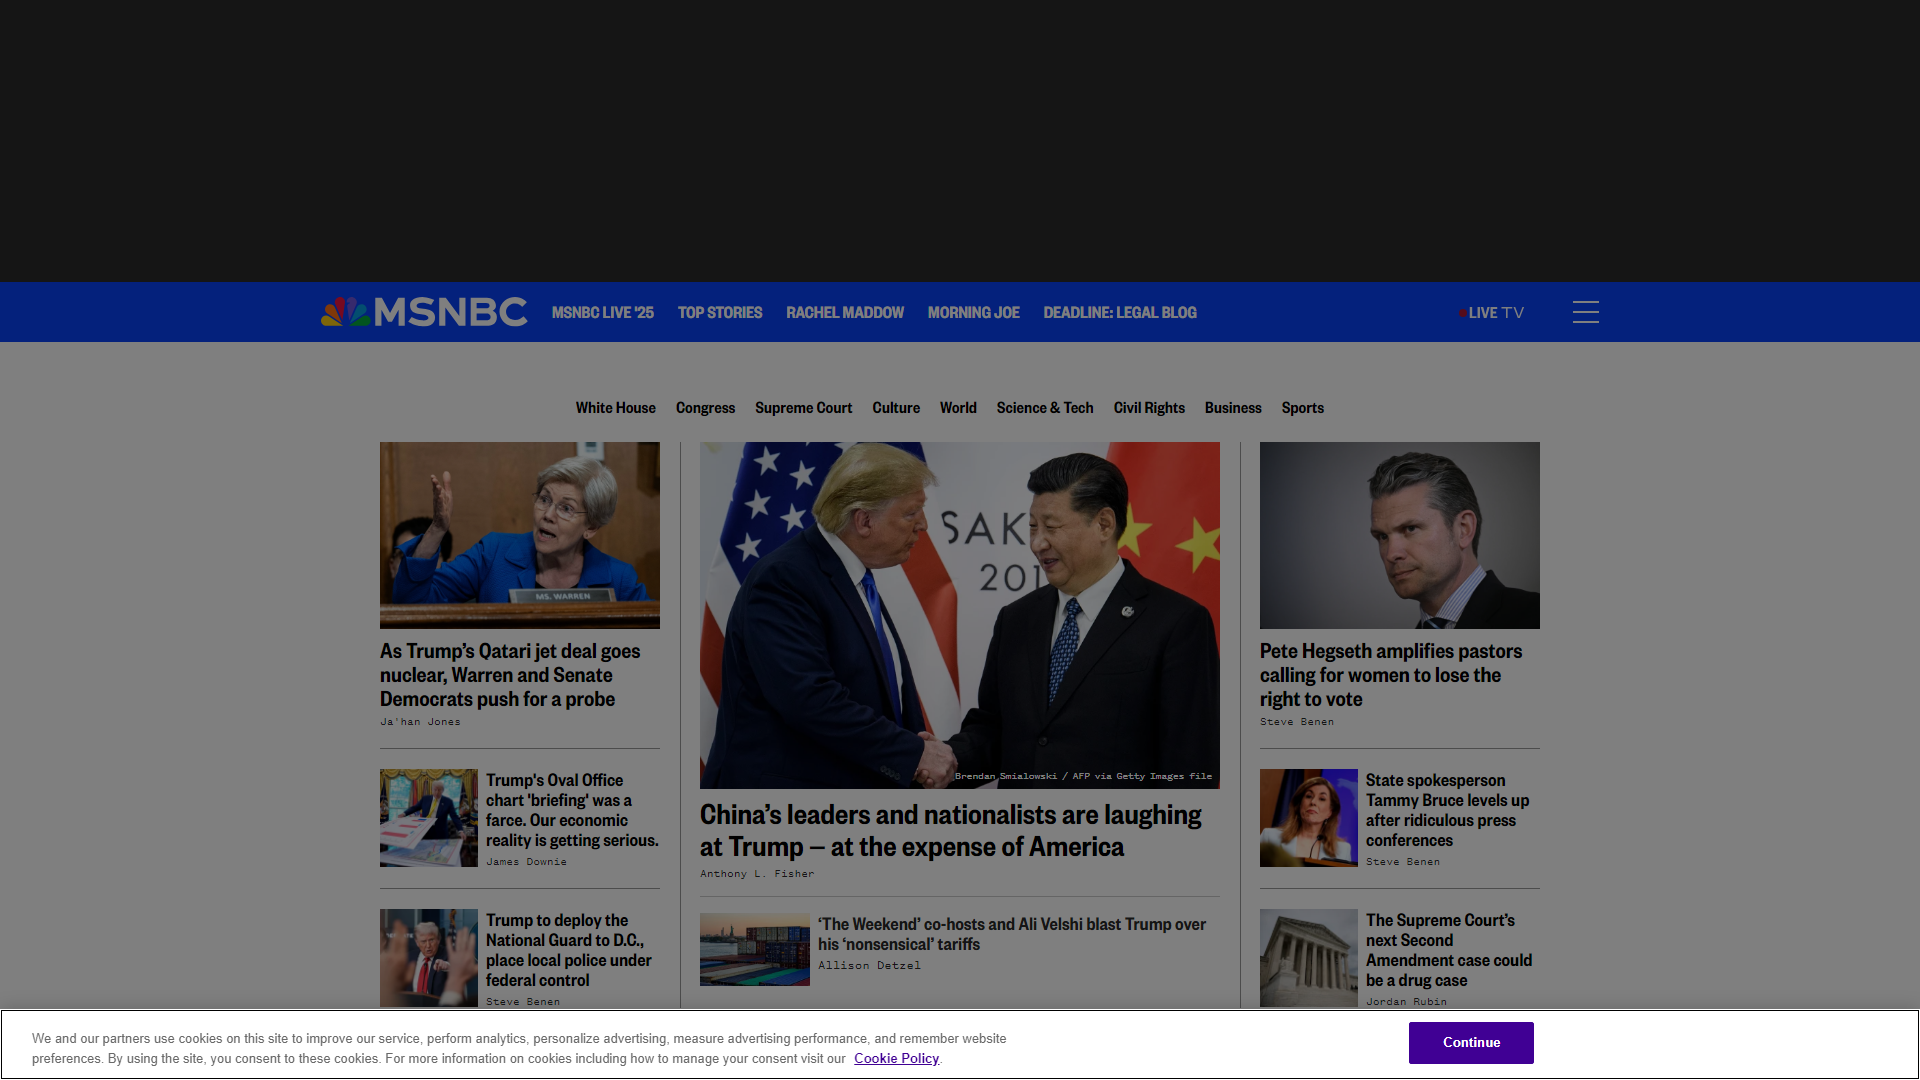 MSNBC
MSNBC LIVE '25
TOP STORIES
RACHEL MADDOW
MORNING JOE
DEADLINE: LEGAL BLOG
LIVE TV
White House
Congress
Supreme Court
Culture
World
Science & Tech
Civil Rights
Business
Sports
MS. WARREN
As Trump’s Qatari jet deal goes
nuclear, Warren and Senate
Democrats push for a probe
Ja'han Jones
Trump's Oval Office
chart 'briefing' was a
farce. Our economic
reality is getting serious.
James Downie
Trump to deploy the
National Guard to D.C.,
place local police under
federal control
Steve Benen
SAK
201
Brendan Smialowski / AFP via Getty Images file
China’s leaders and nationalists are laughing
at Trump — at the expense of America
Anthony L. Fisher
‘The Weekend’ co-hosts and Ali Velshi blast Trump over
his ‘nonsensical’ tariffs
Allison Detzel
Pete Hegseth amplifies pastors
calling for women to lose the
right to vote
Steve Benen
State spokesperson
Tammy Bruce levels up
after ridiculous press
conferences
Steve Benen
The Supreme Court’s
next Second
Amendment case could
be a drug case
Jordan Rubin
We and our partners use cookies on this site to improve our service, perform analytics, personalize advertising, measure advertising performance, and remember website
preferences. By using the site, you consent to these cookies. For more information on cookies including how to manage your consent visit our Cookie Policy.
Continue